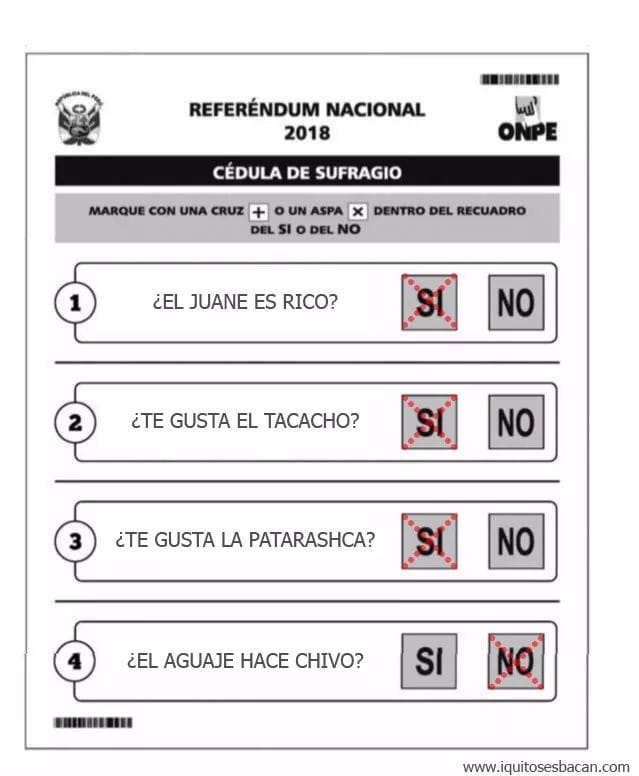 REPÚBLICA DEL PERÚ
REFERÉNDUM NACIONAL
2018
ONPE
CÉDULA DE SUFRAGIO
MARQUE CON UNA CRUZ + O UN ASPA X DENTRO DEL RECUADRO
DEL SI O DEL NO
1 ¿EL JUANE ES RICO? SI NO
2 ¿TE GUSTA EL TACACHO? SI NO
3 ¿TE GUSTA LA PATARASHCA? SI NO
4 ¿EL AGUAJE HACE CHIVO? SI NO
www.iquitosesbacan.com